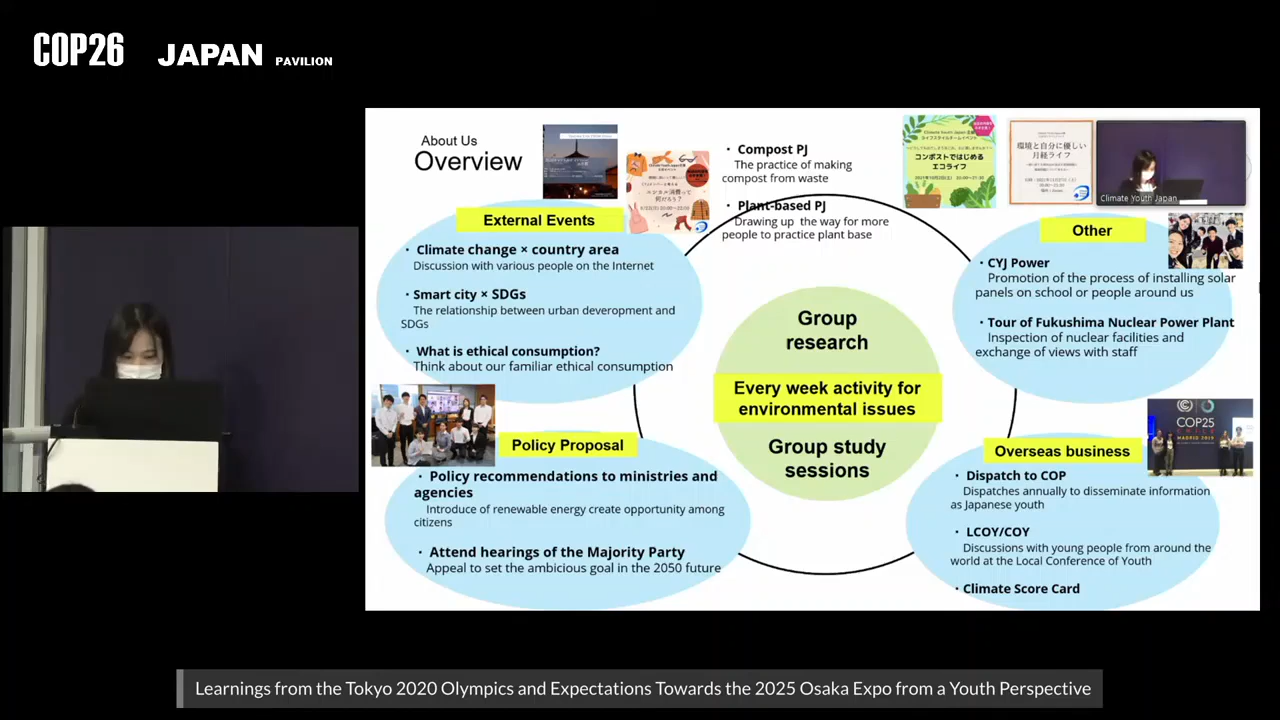 COP26 JAPAN PAVILION
About Us
Overview
・ Compost PJ
The practice of making
compost from waste
・ Plant-based PJ
Drawing up the way for more
people to practice plant base
コンポストではじめる
エコライフ
環境と自分に優しい
月経ライフ
Climate Youth Japan
External Events
・ Climate change × country area
Discussion with various people on the Internet
・Smart city × SDGs
The relationship between urban deveropment and
SDGs
・ What is ethical consumption?
Think about our familiar ethical consumption
Other
・ CYJ Power
Promotion of the process of installing solar
panels on school or people around us
・ Tour of Fukushima Nuclear Power Plant
Inspection of nuclear facilities and
exchange of views with staff
Group
research
Every week activity for
environmental issues
Group study
sessions
Policy Proposal
・ Policy recommendations to ministries and
agencies
Introduce of renewable energy create opportunity among
citizens
・ Attend hearings of the Majority Party
Appeal to set the ambicious goal in the 2050 future
COP25
CHILE
MADRID 2019
Overseas business
・ Dispatch to COP
Dispatches annually to disseminate information
as Japanese youth
・ LCOY/COY
Discussions with young people from around the
world at the Local Conference of Youth
・Climate Score Card
Learnings from the Tokyo 2020 Olympics and Expectations Towards the 2025 Osaka Expo from a Youth Perspective